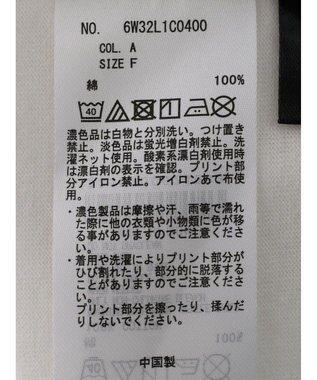 NO. 6W32L1C0400
COL. A
SIZE F
綿 100%
40
濃色品は白物と分別洗い。つけ置き
禁止。淡色品は蛍光増白剤禁止。洗
濯ネット使用。酸素系漂白剤使用時
は漂白剤の表示を確認。プリント部
分アイロン禁止。アイロンあて布使
用。
・濃色製品は摩擦や汗、雨等で濡れ
た際に他の衣類や小物類に色が移
る事がありますのでご注意くださ
い。
・着用や洗濯によりプリント部分が
ひび割れたり、部分的に脱落する
ことがありますのでご注意くださ
い。
プリント部分を擦ったり、揉んだ
りしないでください。
中国製